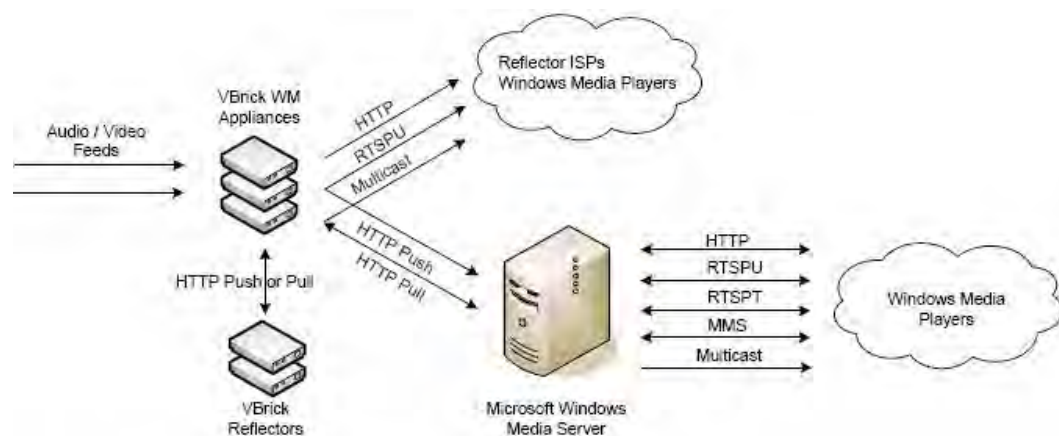 Reflector ISPs
Windows Media Players
VBrick WM
Appliances
Audio / Video
Feeds
HTTP
RTSPU
Multicast
HTTP Push
HTTP Pull
HTTP Push or Pull
HTTP
RTSPU
RTSPT
MMS
Multicast
Windows Media
Players
VBrick
Reflectors
Microsoft Windows
Media Server